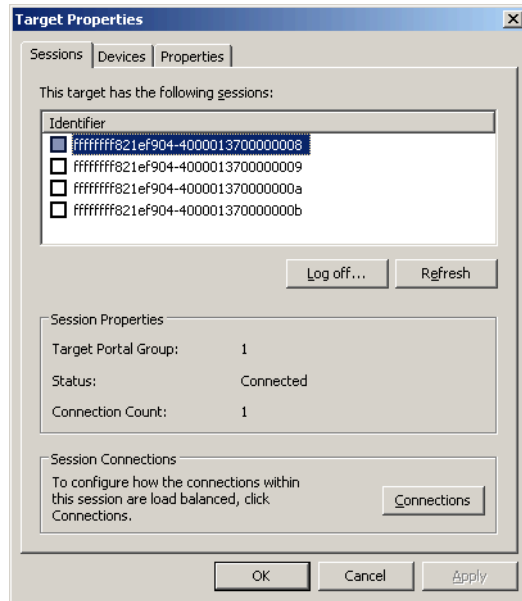 Target Properties
Sessions Devices Properties
This target has the following sessions:
Identifier
ffffffff821ef904-4000013700000008
ffffffff821ef904-4000013700000009
ffffffff821ef904-400001370000000a
ffffffff821ef904-400001370000000b
Log off... Refresh
Session Properties
Target Portal Group: 1
Status: Connected
Connection Count: 1
Session Connections
To configure how the connections within
this session are load balanced, click
Connections.
Connections
OK Cancel Apply